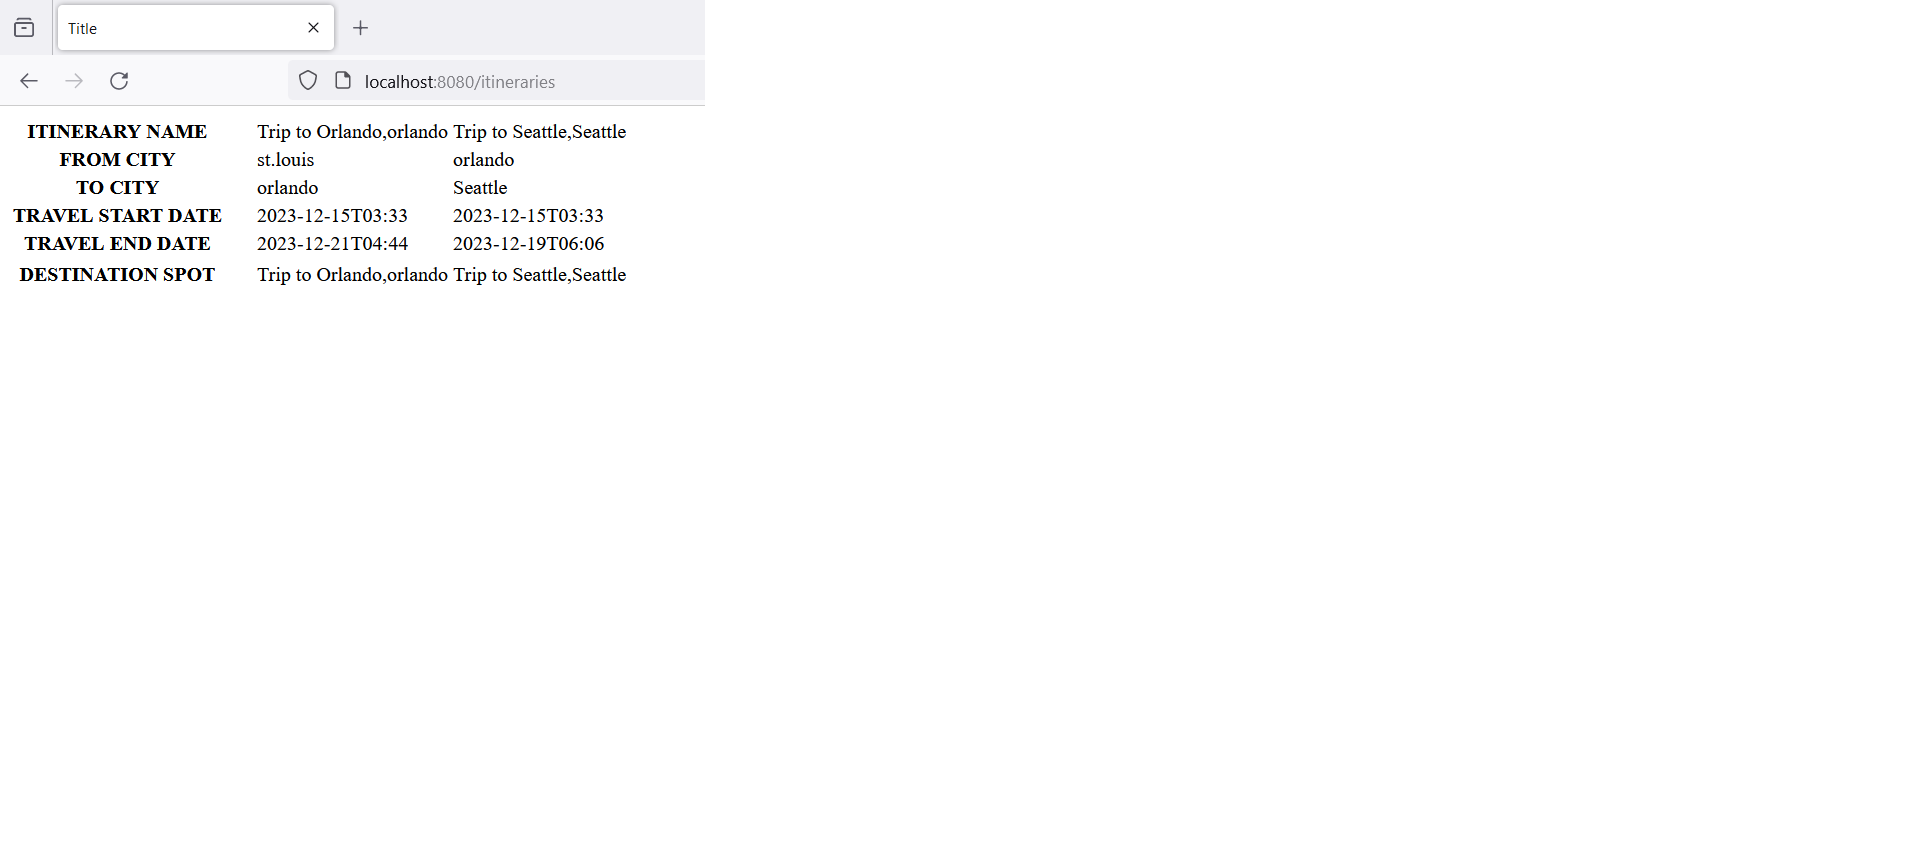 Title
localhost:8080/itineraries
ITINERARY NAME Trip to Orlando,orlando Trip to Seattle,Seattle
FROM CITY st.louis orlando
TO CITY orlando Seattle
TRAVEL START DATE 2023-12-15T03:33 2023-12-15T03:33
TRAVEL END DATE 2023-12-21T04:44 2023-12-19T06:06
DESTINATION SPOT Trip to Orlando,orlando Trip to Seattle,Seattle